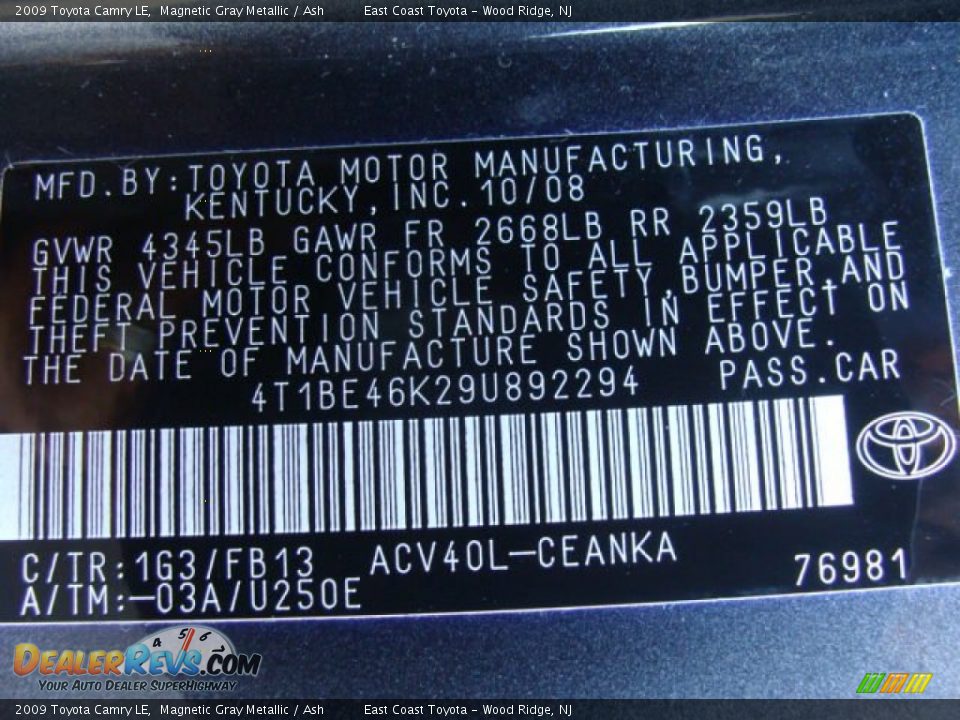 2009 Toyota Camry LE,  Magnetic Gray Metallic / Ash    East Coast Toyota - Wood Ridge, NJ
MFD.BY:TOYOTA MOTOR MANUFACTURING,
KENTUCKY,INC.10/08
GVWR 4345LB GAWR FR 2668LB RR 2359LB
THIS VEHICLE CONFORMS TO ALL APPLICABLE
FEDERAL MOTOR VEHICLE SAFETY,BUMPER,AND
THEFT PREVENTION STANDARDS IN EFFECT ON
THE DATE OF MANUFACTURE SHOWN ABOVE.
4T1BE46K29U892294 PASS.CAR
C/TR:1G3/FB13 ACV40L-CEANKA
A/TM:-03A/U250E 76981
4 5 6
DEALERREVS.COM
YOUR AUTO DEALER SUPERHIGHWAY
2009 Toyota Camry LE,  Magnetic Gray Metallic / Ash    East Coast Toyota - Wood Ridge, NJ